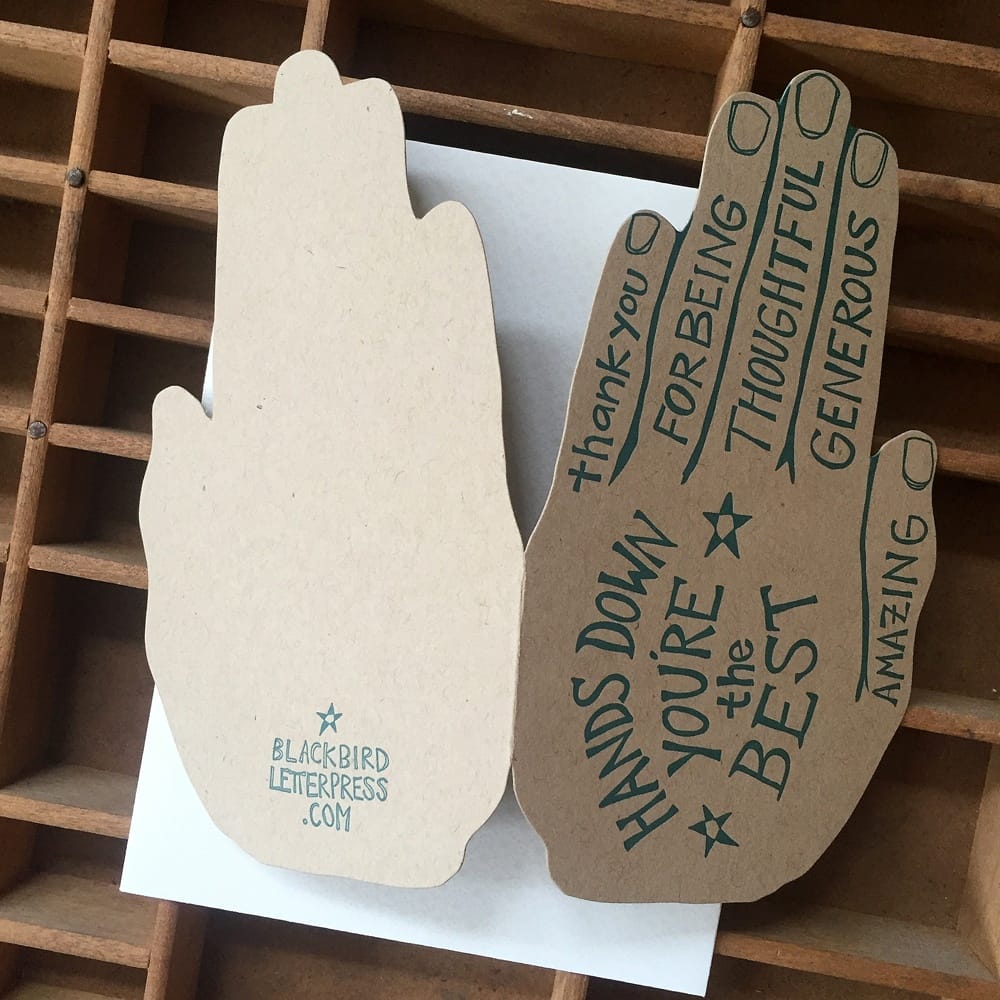 thank you
FOR BEING
THOUGHTFUL
GENEROUS
AMAZING
HANDS DOWN
YOU'RE
the
BEST
BLACKBIRD
LETTERPRESS
.COM